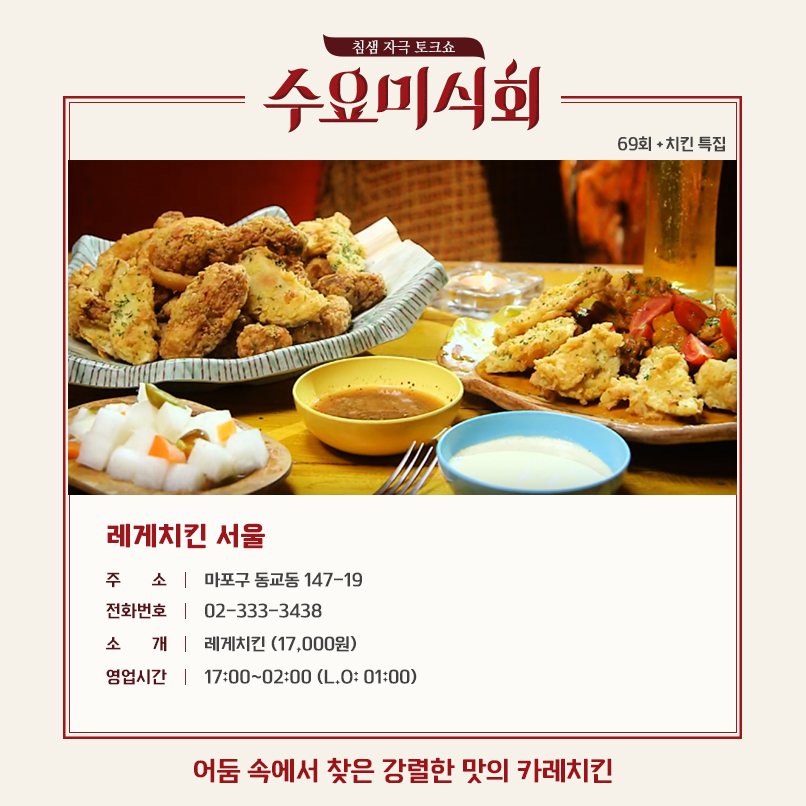 침샘 자극 토크쇼
수요미식회
69회 + 치킨 특집
레게치킨 서울
주 소 | 마포구 동교동 147-19
전화번호 | 02-333-3438
소 개 | 레게치킨 (17,000원)
영업시간 | 17:00~02:00 (L.O: 01:00)
어둠 속에서 찾은 강렬한 맛의 카레치킨